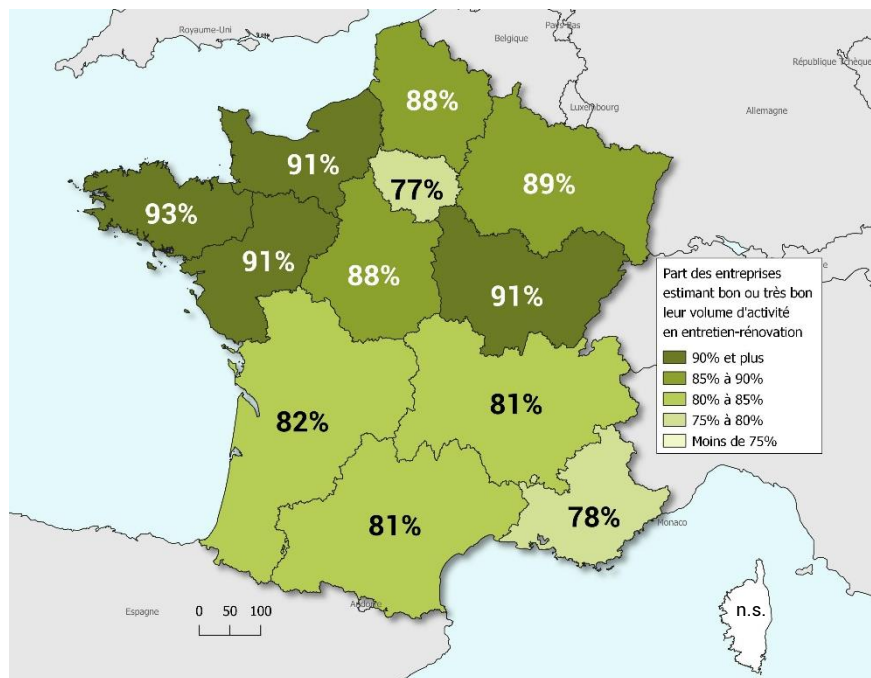 Royaume-Uni
Pays-Bas
Belgique
République Tchèque
Luxembourg
Allemagne
88%
91%
77%
89%
93%
91%
88%
91%
Part des entreprises
estimant bon ou très bon
leur volume d'activité
en entretien-rénovation
90% et plus
85% à 90%
80% à 85%
75% à 80%
Moins de 75%
82%
81%
81%
78%
Monaco
Andorre
Espagne
0 50 100
n.s.